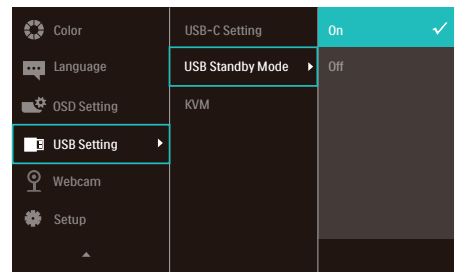 Color
Language
OSD Setting
USB Setting
Webcam
Setup
USB-C Setting
USB Standby Mode
KVM
On
Off